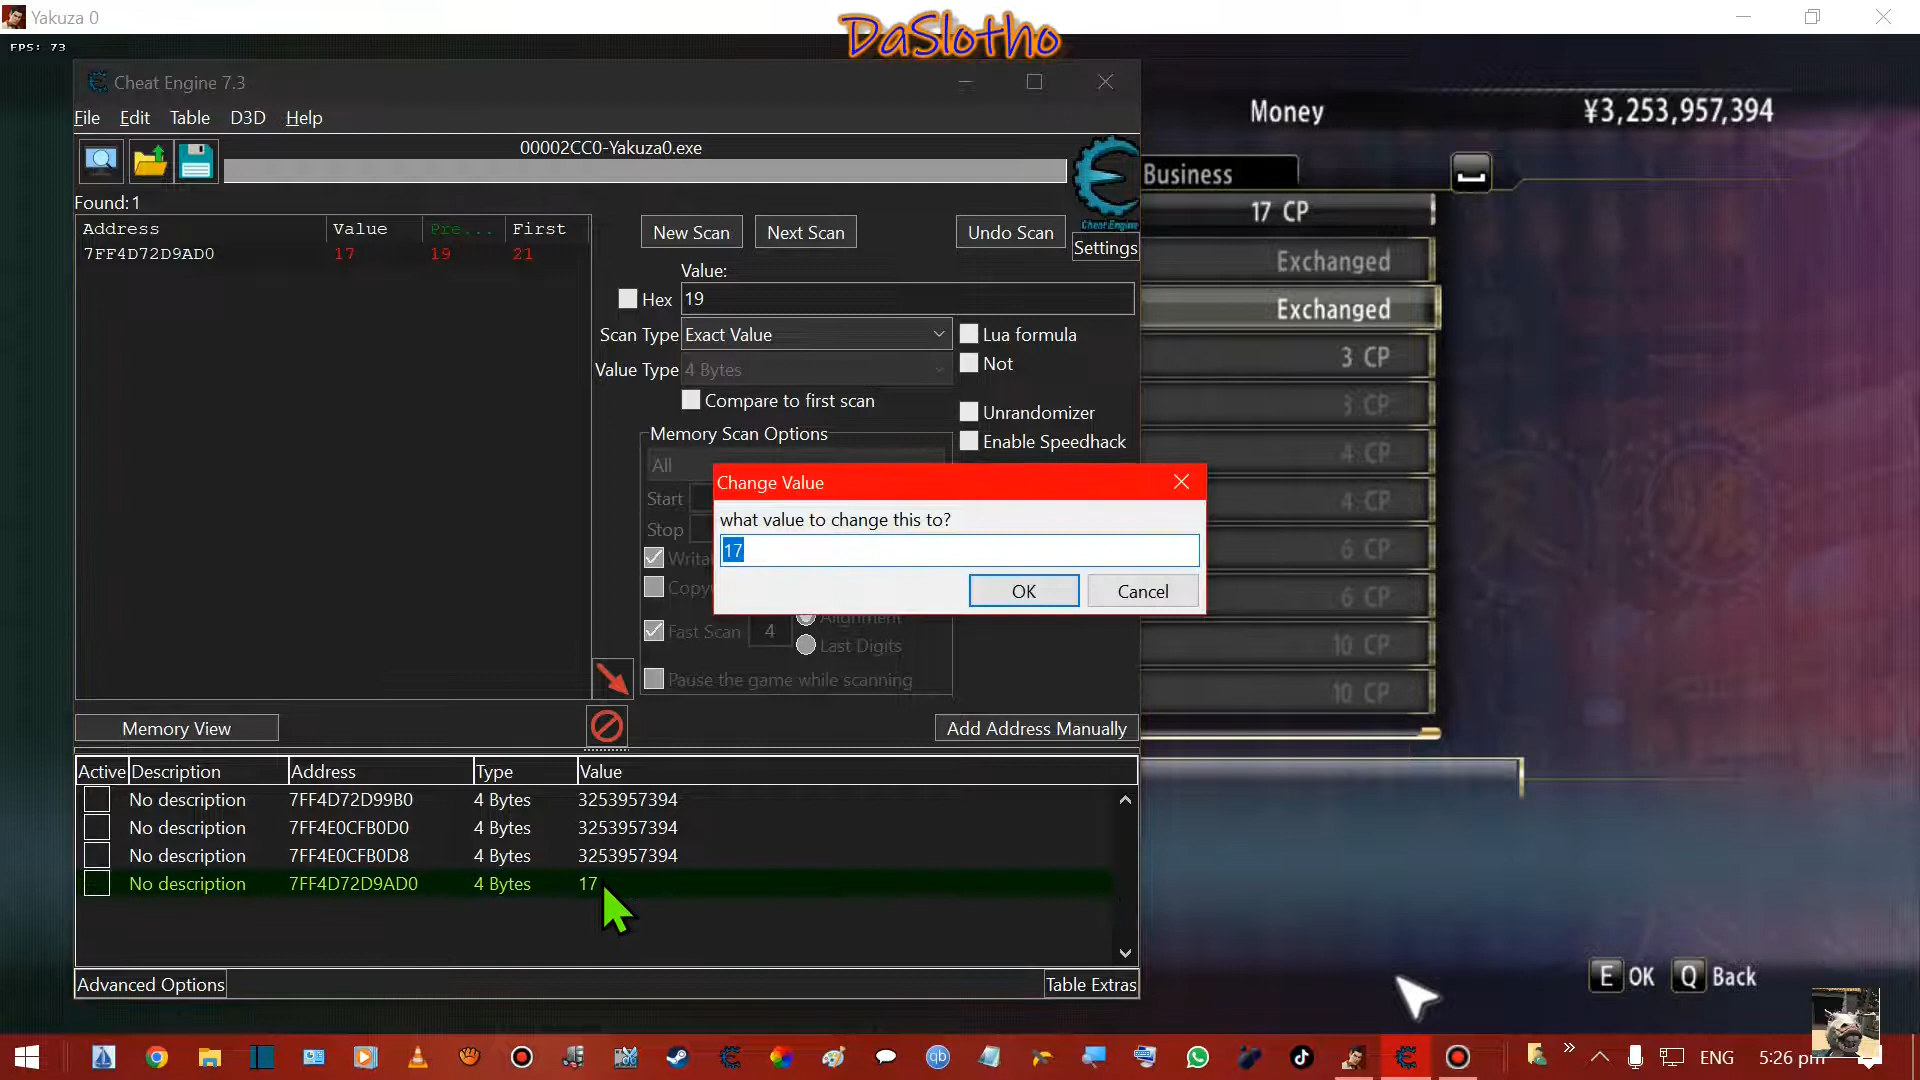 Yakuza 0
FPS: 73
DaSlotho
Cheat Engine 7.3
File Edit Table D3D Help
00002CC0-Yakuza0.exe
Cheat Engine
Settings
Found: 1
Address Value Pre... First
7FF4D72D9AD0 17 19 21
New Scan Next Scan Undo Scan
Value:
Hex 19
Scan Type Exact Value Lua formula
Value Type 4 Bytes Not
Compare to first scan
Unrandomizer
Memory Scan Options
Enable Speedhack
All
Start
Stop
Fast Scan 4 Alignment
Last Digits
Pause the game while scanning
Change Value
what value to change this to?
17
OK Cancel
Memory View Add Address Manually
Active Description Address Type Value
No description 7FF4D72D99B0 4 Bytes 3253957394
No description 7FF4E0CFB0D0 4 Bytes 3253957394
No description 7FF4E0CFB0D8 4 Bytes 3253957394
No description 7FF4D72D9AD0 4 Bytes 17
Advanced Options Table Extras
Money ¥3,253,957,394
Business
17 CP
Exchanged
Exchanged
3 CP
3 CP
4 CP
4 CP
6 CP
6 CP
10 CP
10 CP
E OK Q Back
ENG 5:26 pm